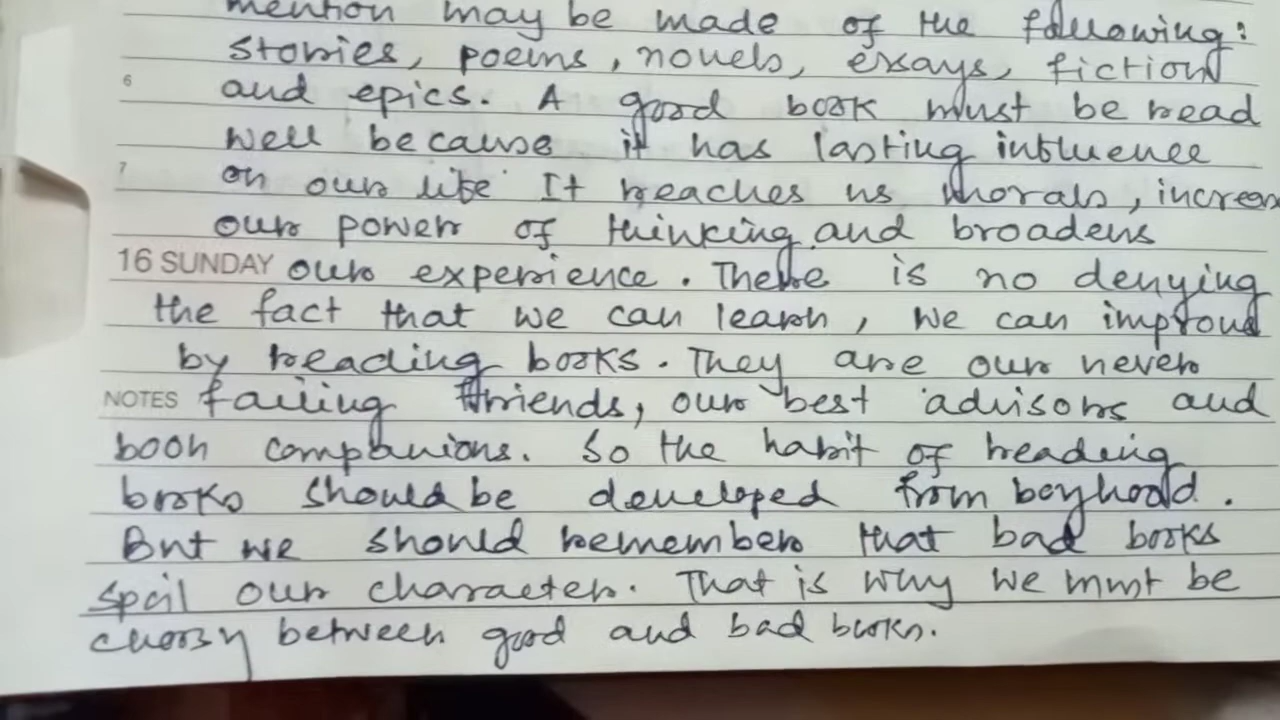 mention may be made of the following:
stories, poems, novels, essays, fiction
6 and epics. A good book must be read
well because it has lasting influence
7 on our life It teaches us morals, increas
our power of thinking and broadens
16 SUNDAY our experience. There is no denying
the fact that we can learn, we can improve
by reading books. They are our never
NOTES failing friends, our best advisors and
boon companions. So the habit of reading
books should be developed from boyhood.
But we should remember that bad books
spoil our character. That is why we must be
choosy between good and bad books.